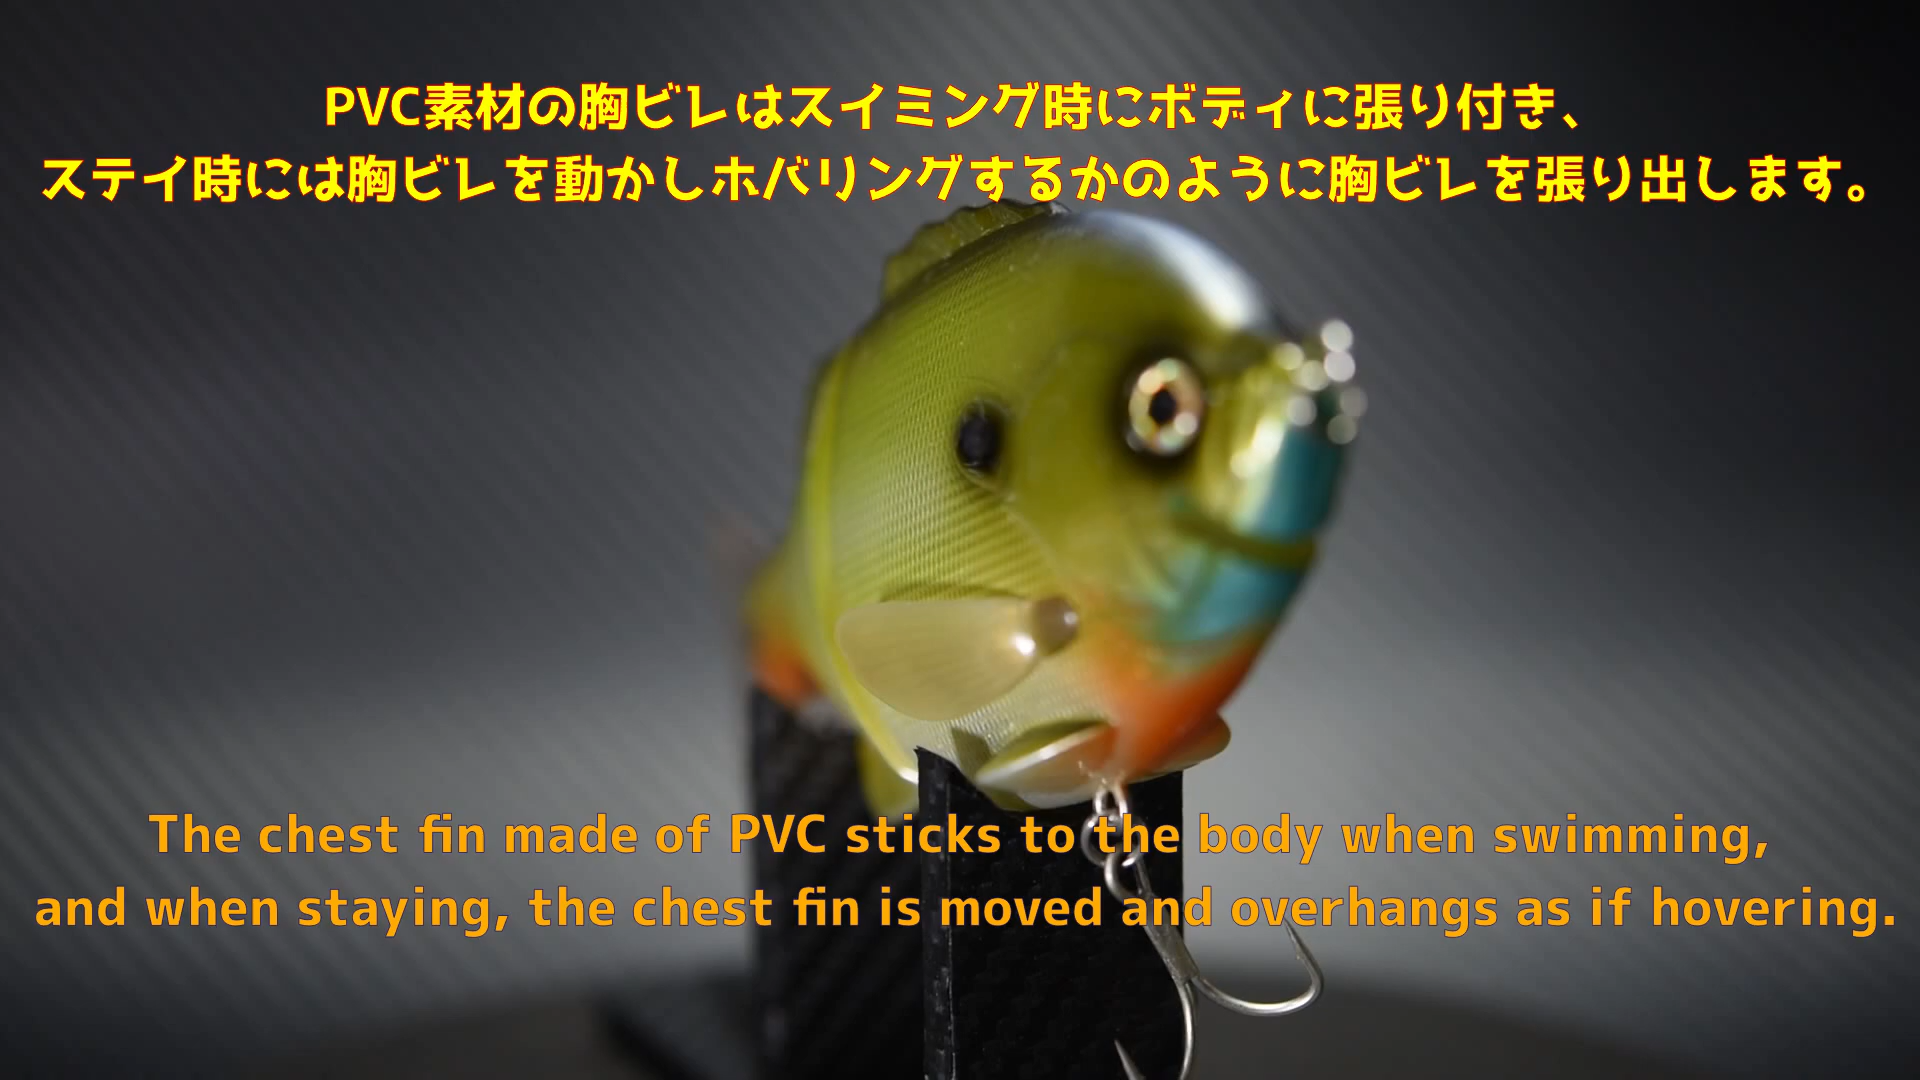 PVC素材の胸ビレはスイミング時にボディに張り付き、
ステイ時には胸ビレを動かしホバリングするかのように胸ビレを張り出します。
The chest fin made of PVC sticks to the body when swimming,
and when staying, the chest fin is moved and overhangs as if hovering.